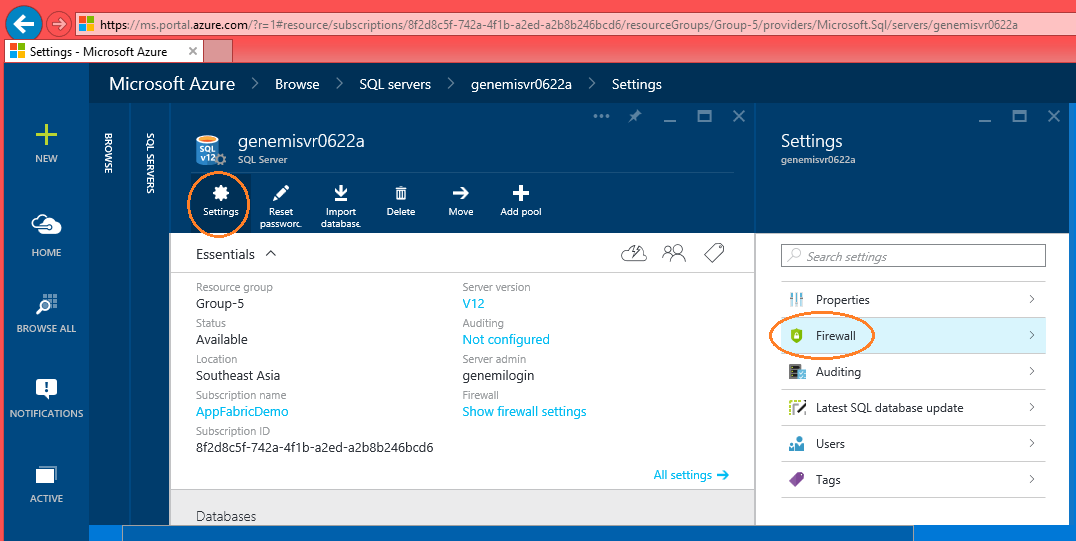 https://ms.portal.azure.com/?r=1#resource/subscriptions/8f2d8c5f-742a-4f1b-a2ed-a2b8b246bcd6/resourceGroups/Group-5/providers/Microsoft.Sql/servers/genemisvr0622a
Settings - Microsoft Azure
Microsoft Azure > Browse > SQL servers > genemisvr0622a > Settings
NEW
HOME
BROWSE ALL
NOTIFICATIONS
ACTIVE
BROWSE
SQL SERVERS
SQL
v12
genemisvr0622a
SQL Server
Settings
Reset
passworc
Import
database
Delete
Move
Add pool
Essentials
Resource group
Group-5
Status
Available
Location
Southeast Asia
Subscription name
AppFabricDemo
Subscription ID
8f2d8c5f-742a-4f1b-a2ed-a2b8b246bcd6
Server version
V12
Auditing
Not configured
Server admin
genemilogin
Firewall
Show firewall settings
All settings →
Databases
Settings
genemisvr0622a
Search settings
Properties
Firewall
Auditing
Latest SQL database update
Users
Tags